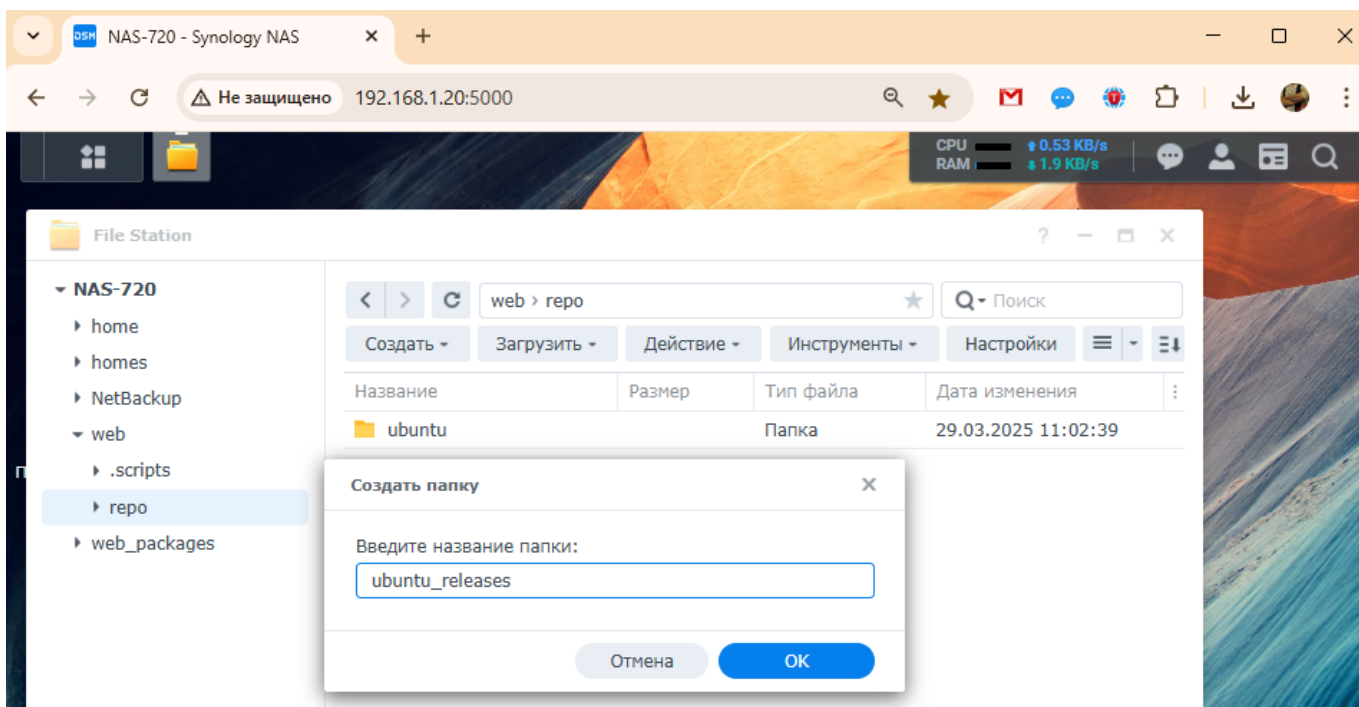 DSM NAS-720 - Synology NAS
Не защищено 192.168.1.20:5000
CPU 0.53 KB/s
RAM 1.9 KB/s
File Station
NAS-720
home
homes
NetBackup
web
.scripts
repo
web_packages
web › repo
Поиск
Создать Загрузить Действие Инструменты Настройки
Название Размер Тип файла Дата изменения
ubuntu Папка 29.03.2025 11:02:39
Создать папку
Введите название папки:
ubuntu_releases
Отмена OK